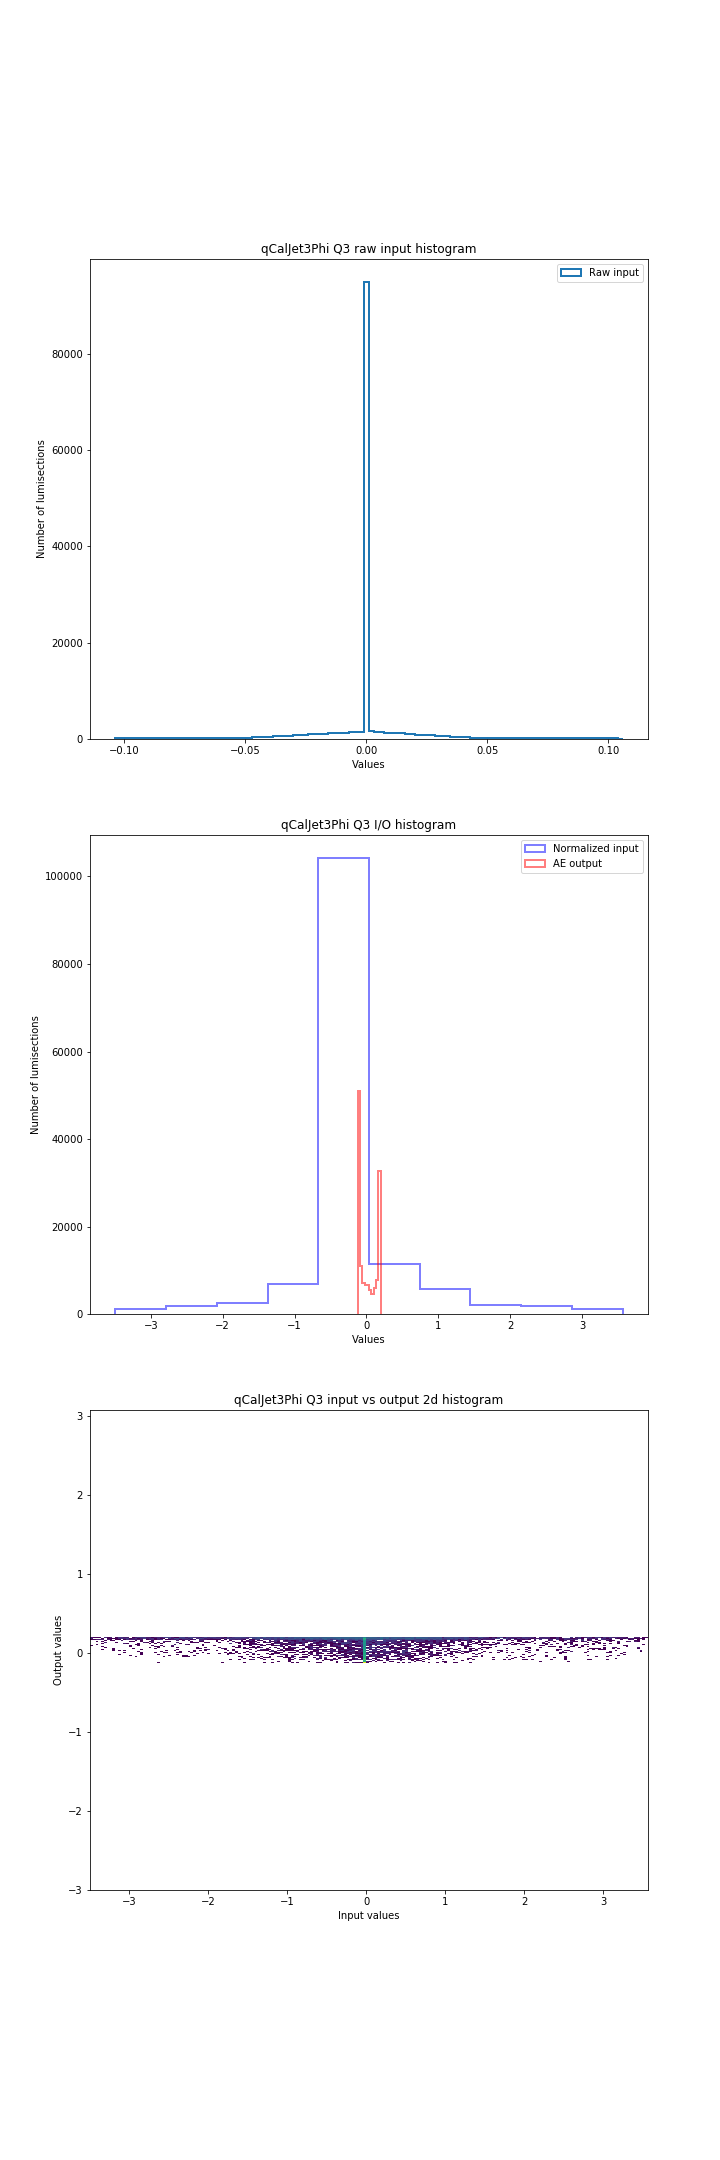 qCalJet3Phi Q3 raw input histogram
Raw input
80000
60000
40000
20000
0
Number of lumisections
−0.10 −0.05 0.00 0.05 0.10
Values
qCalJet3Phi Q3 I/O histogram
Normalized input
AE output
100000
80000
60000
40000
20000
0
Number of lumisections
−3 −2 −1 0 1 2 3
Values
qCalJet3Phi Q3 input vs output 2d histogram
3
2
1
0
−1
−2
−3
Output values
−3 −2 −1 0 1 2 3
Input values